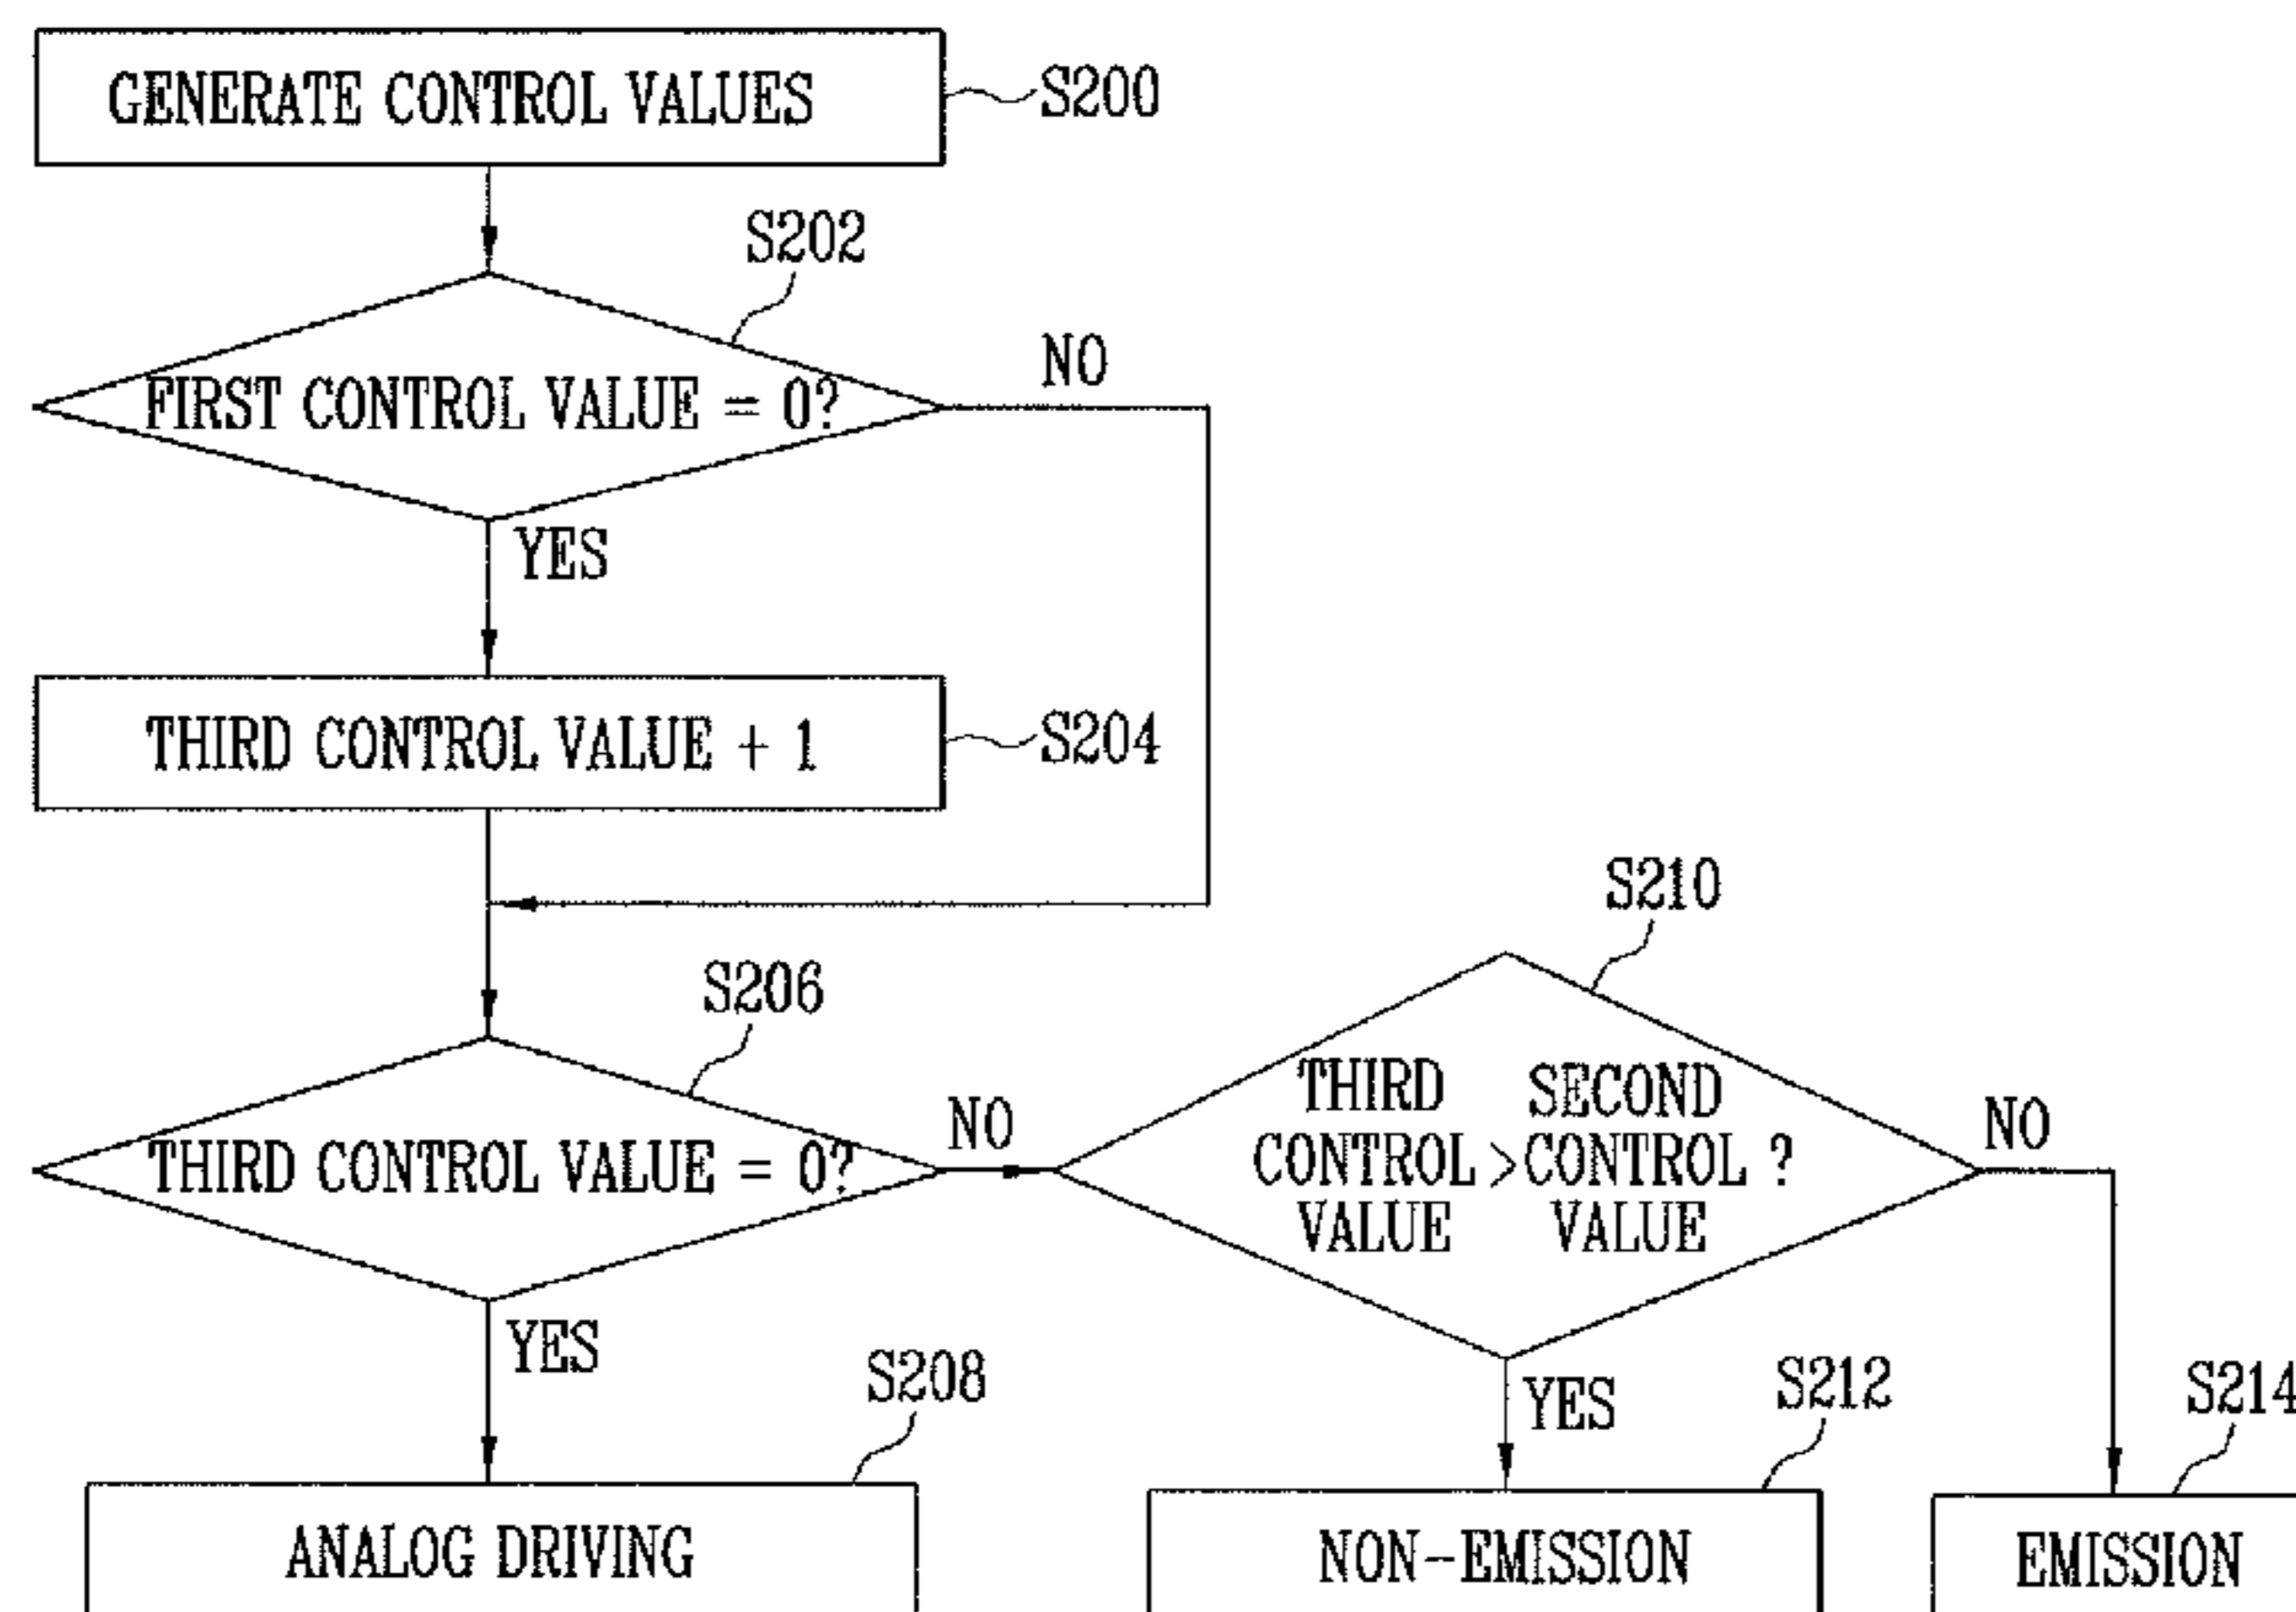 GENERATE CONTROL VALUES
S200
S202
FIRST CONTROL VALUE = 0?
NO
YES
THIRD CONTROL VALUE + 1
S204
S206
THIRD CONTROL VALUE = 0?
NO
YES
S210
THIRD SECOND
CONTROL > CONTROL ?
VALUE VALUE
NO
YES
S208
ANALOG DRIVING
S212
NON-EMISSION
S214
EMISSION